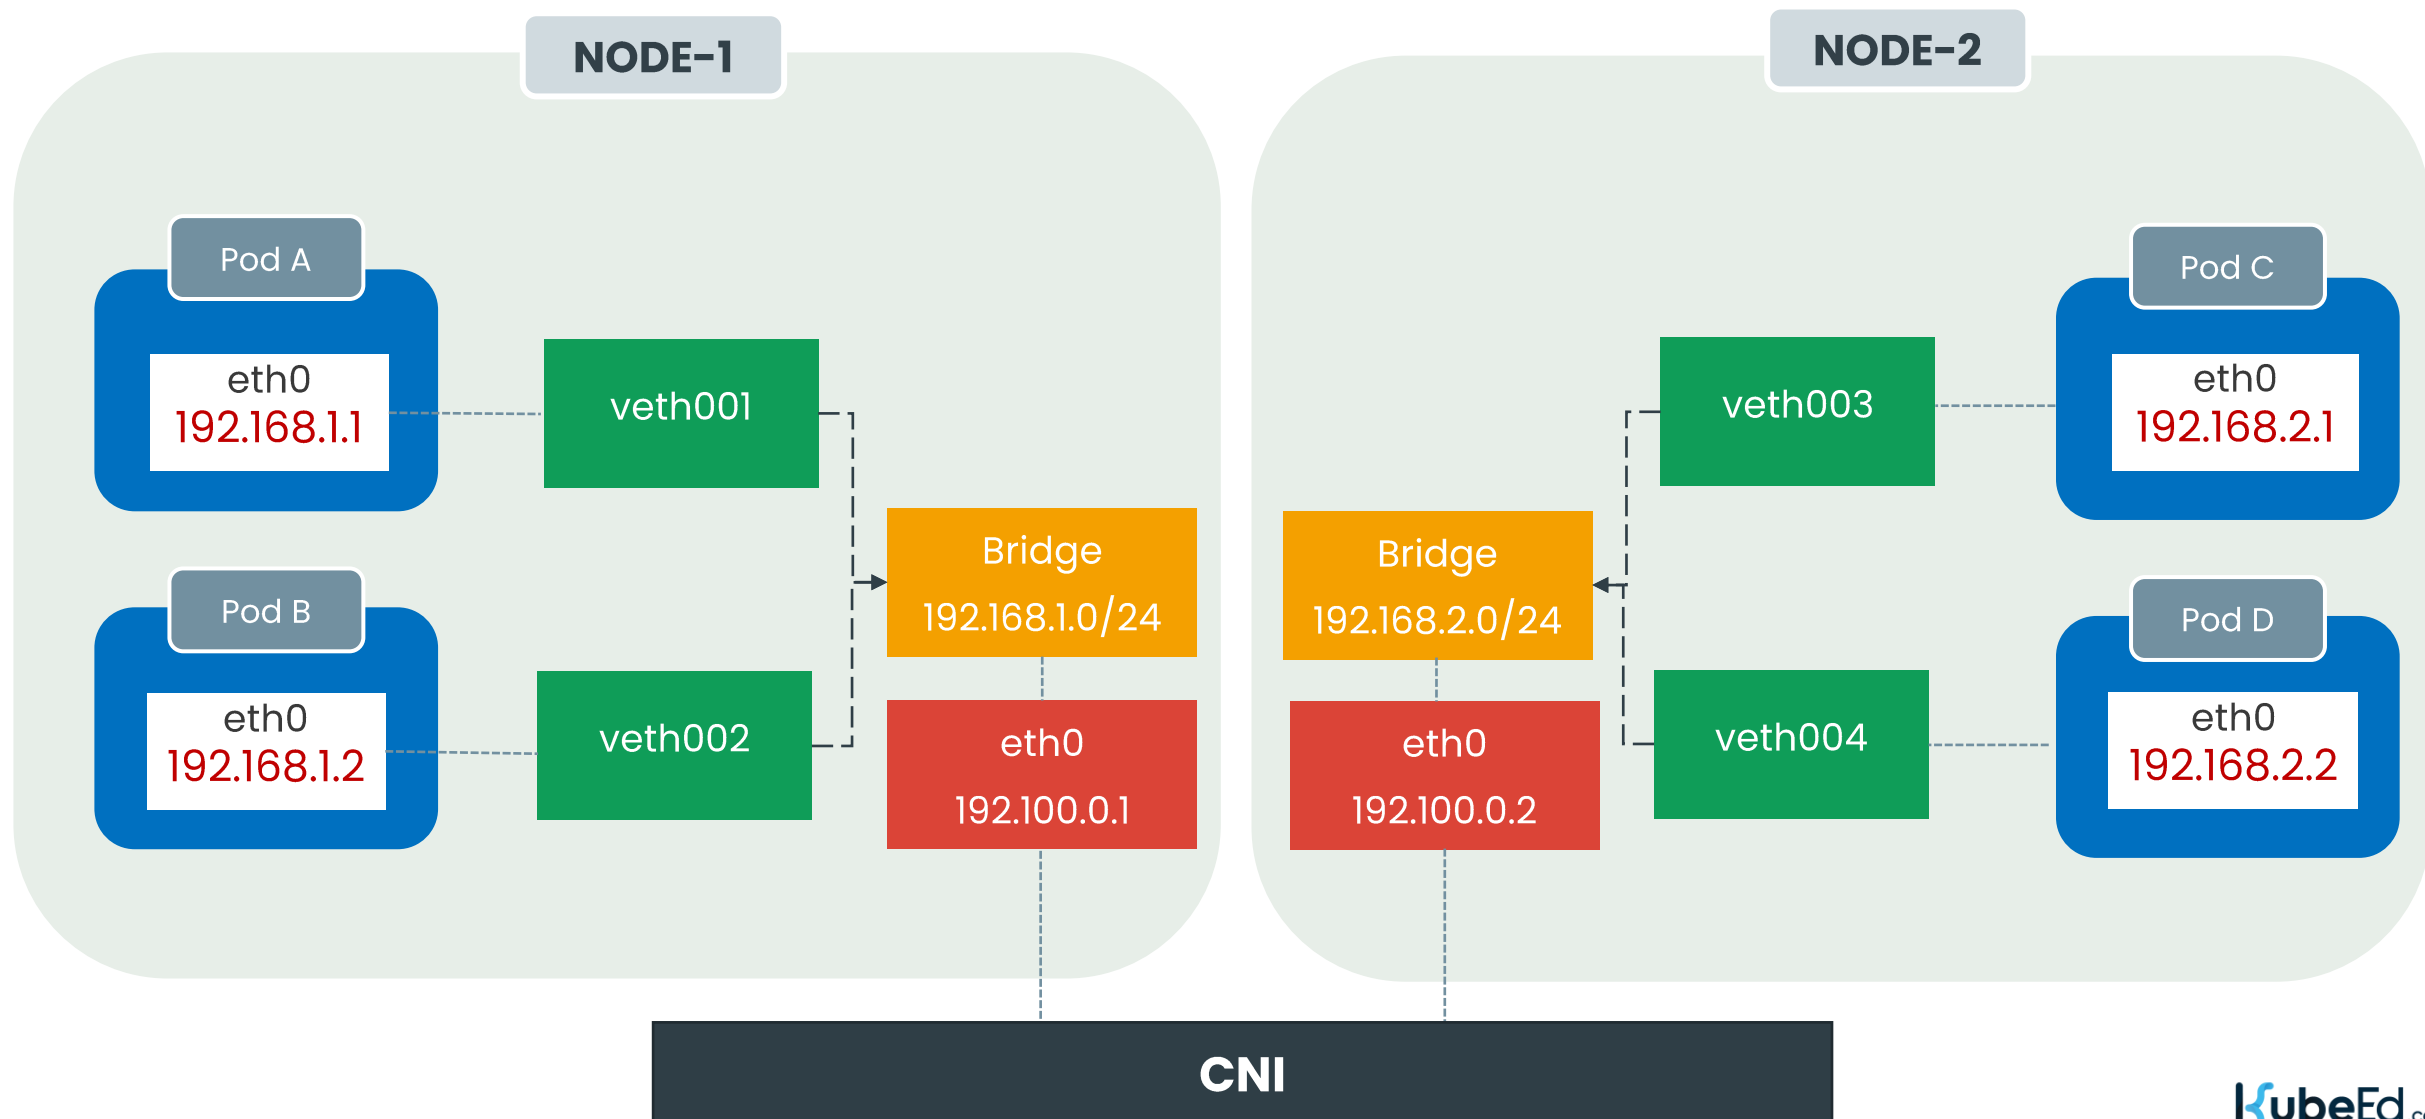 NODE-1
Pod A
eth0
192.168.1.1
veth001
Pod B
eth0
192.168.1.2
veth002
Bridge
192.168.1.0/24
eth0
192.100.0.1
NODE-2
Bridge
192.168.2.0/24
eth0
192.100.0.2
veth003
Pod C
eth0
192.168.2.1
veth004
Pod D
eth0
192.168.2.2
CNI
KubeEd.co